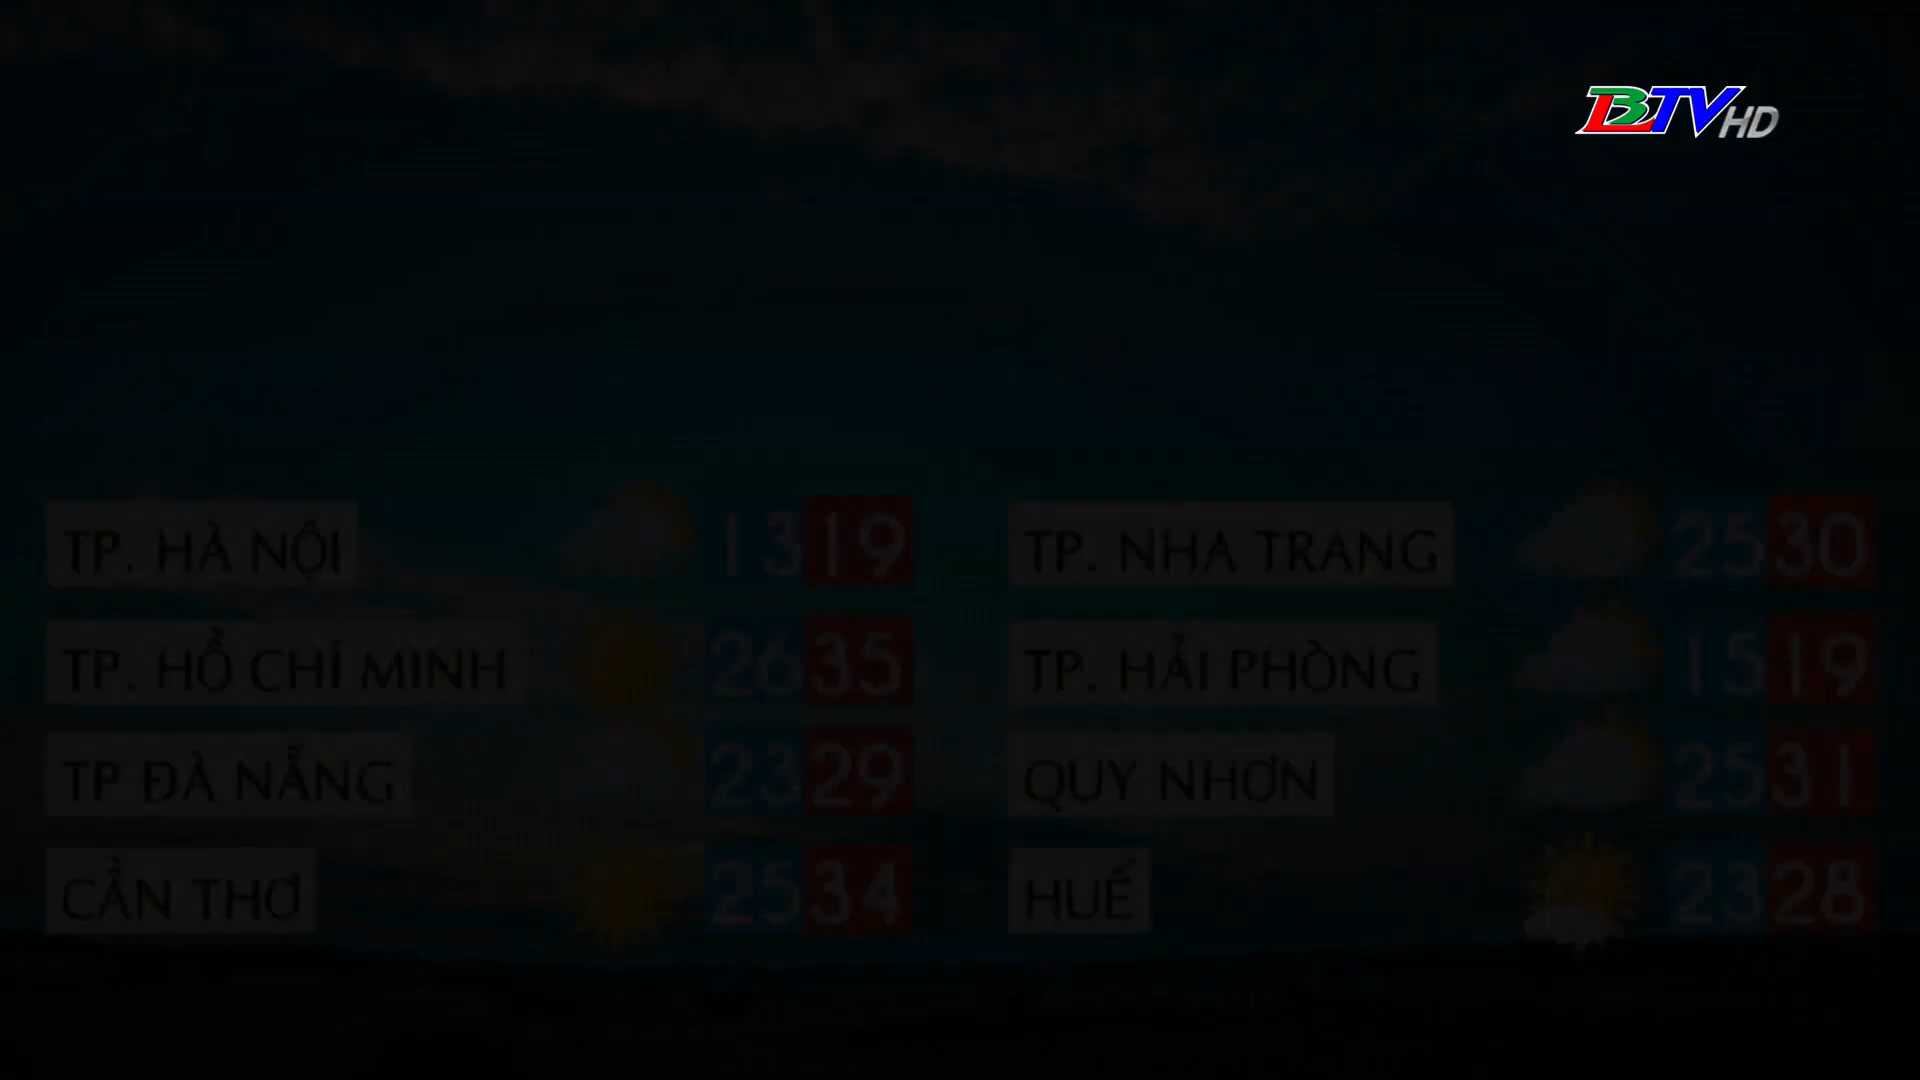 BTV HD
TP. HÀ NỘI 13 19
TP. HỒ CHÍ MINH 26 35
TP ĐÀ NẴNG 23 29
CẦN THƠ 25 34
TP. NHA TRANG 25 30
TP. HẢI PHÒNG 15 19
QUY NHƠN 25 31
HUẾ 23 28